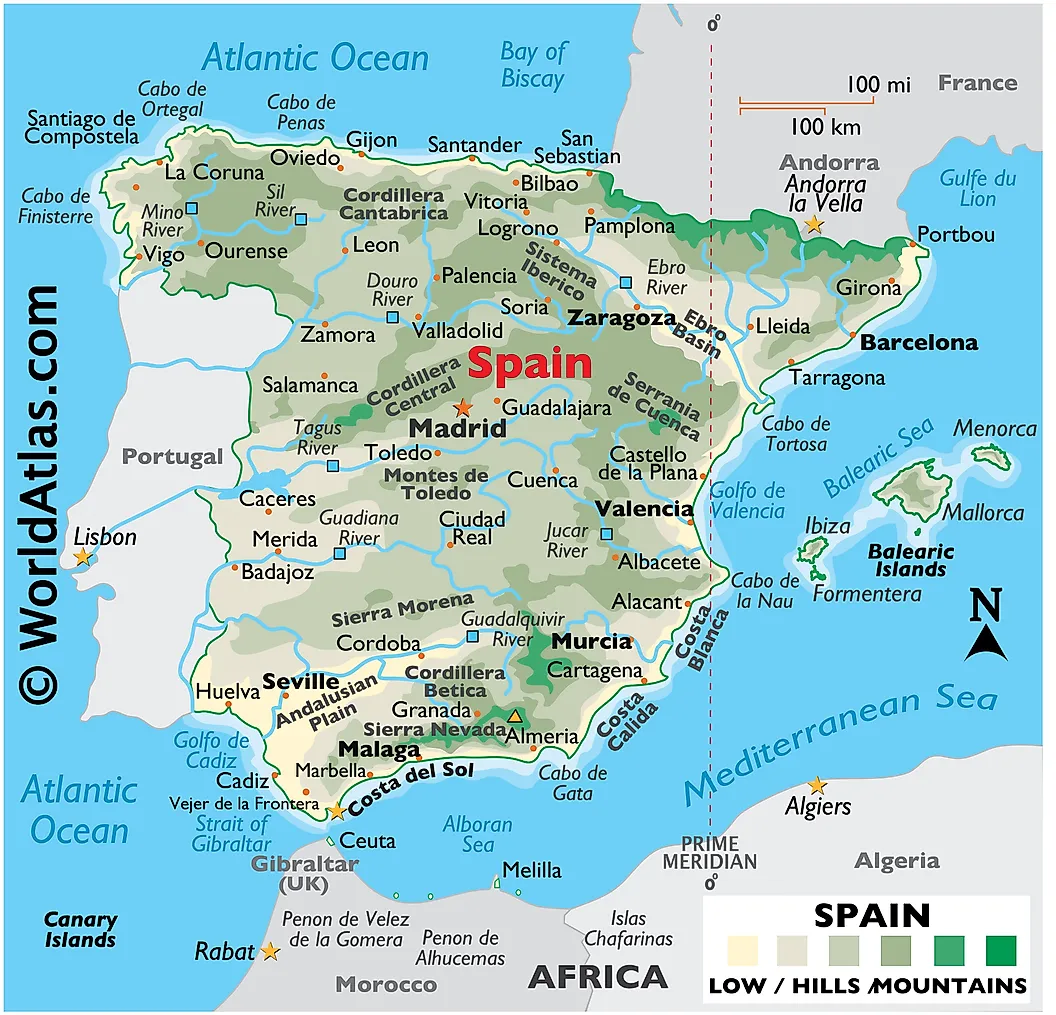 0°
Atlantic Ocean
Bay of
Biscay
100 mi
100 km
France
Cabo de
Ortegal
Cabo de
Penas
Santiago de
Compostela
Gijon
Oviedo
Santander
San
Sebastian
Andorra
Andorra
la Vella
Gulfe du
Lion
La Coruna
Sil
River
Cordillera
Cantabrica
Vitoria
Bilbao
Cabo de
Finisterre
Mino
River
Logrono
Pamplona
Portbou
Vigo
Ourense
Leon
Palencia
Sistema
Iberico
Ebro
River
Girona
Douro
River
Soria
Zaragoza
Ebro
Basin
Lleida
Zamora
Valladolid
Barcelona
Spain
Salamanca
Cordillera
Central
Guadalajara
Serrania
de Cuenca
Tarragona
Madrid
Tagus
River
Toledo
Cabo de
Tortosa
Portugal
Montes de
Toledo
Cuenca
Castello
de la Plana
Balearic Sea
Menorca
Caceres
Golfo de
Valencia
Mallorca
Valencia
Guadiana
River
Ciudad
Real
Jucar
River
Ibiza
Lisbon
Merida
Balearic
Islands
Albacete
Badajoz
Cabo de
la Nau
Formentera
© WorldAtlas.com
Sierra Morena
Alacant
Costa
Blanca
N
Guadalquivir
River
Cordoba
Murcia
Cordillera
Betica
Cartagena
Huelva
Seville
Andalusian
Plain
Granada
Sierra Nevada
Almeria
Costa
Calida
Mediterranean Sea
Golfo de
Cadiz
Malaga
Cadiz
Marbella
Costa del Sol
Cabo de
Gata
Atlantic
Ocean
Vejer de la Frontera
Strait of
Gibraltar
Alboran
Sea
Algiers
Ceuta
Gibraltar
(UK)
Melilla
PRIME
MERIDIAN
0°
Algeria
Canary
Islands
Penon de Velez
de la Gomera
Penon de
Alhucemas
Islas
Chafarinas
Rabat
Morocco
AFRICA
SPAIN
LOW / HILLS /MOUNTAINS